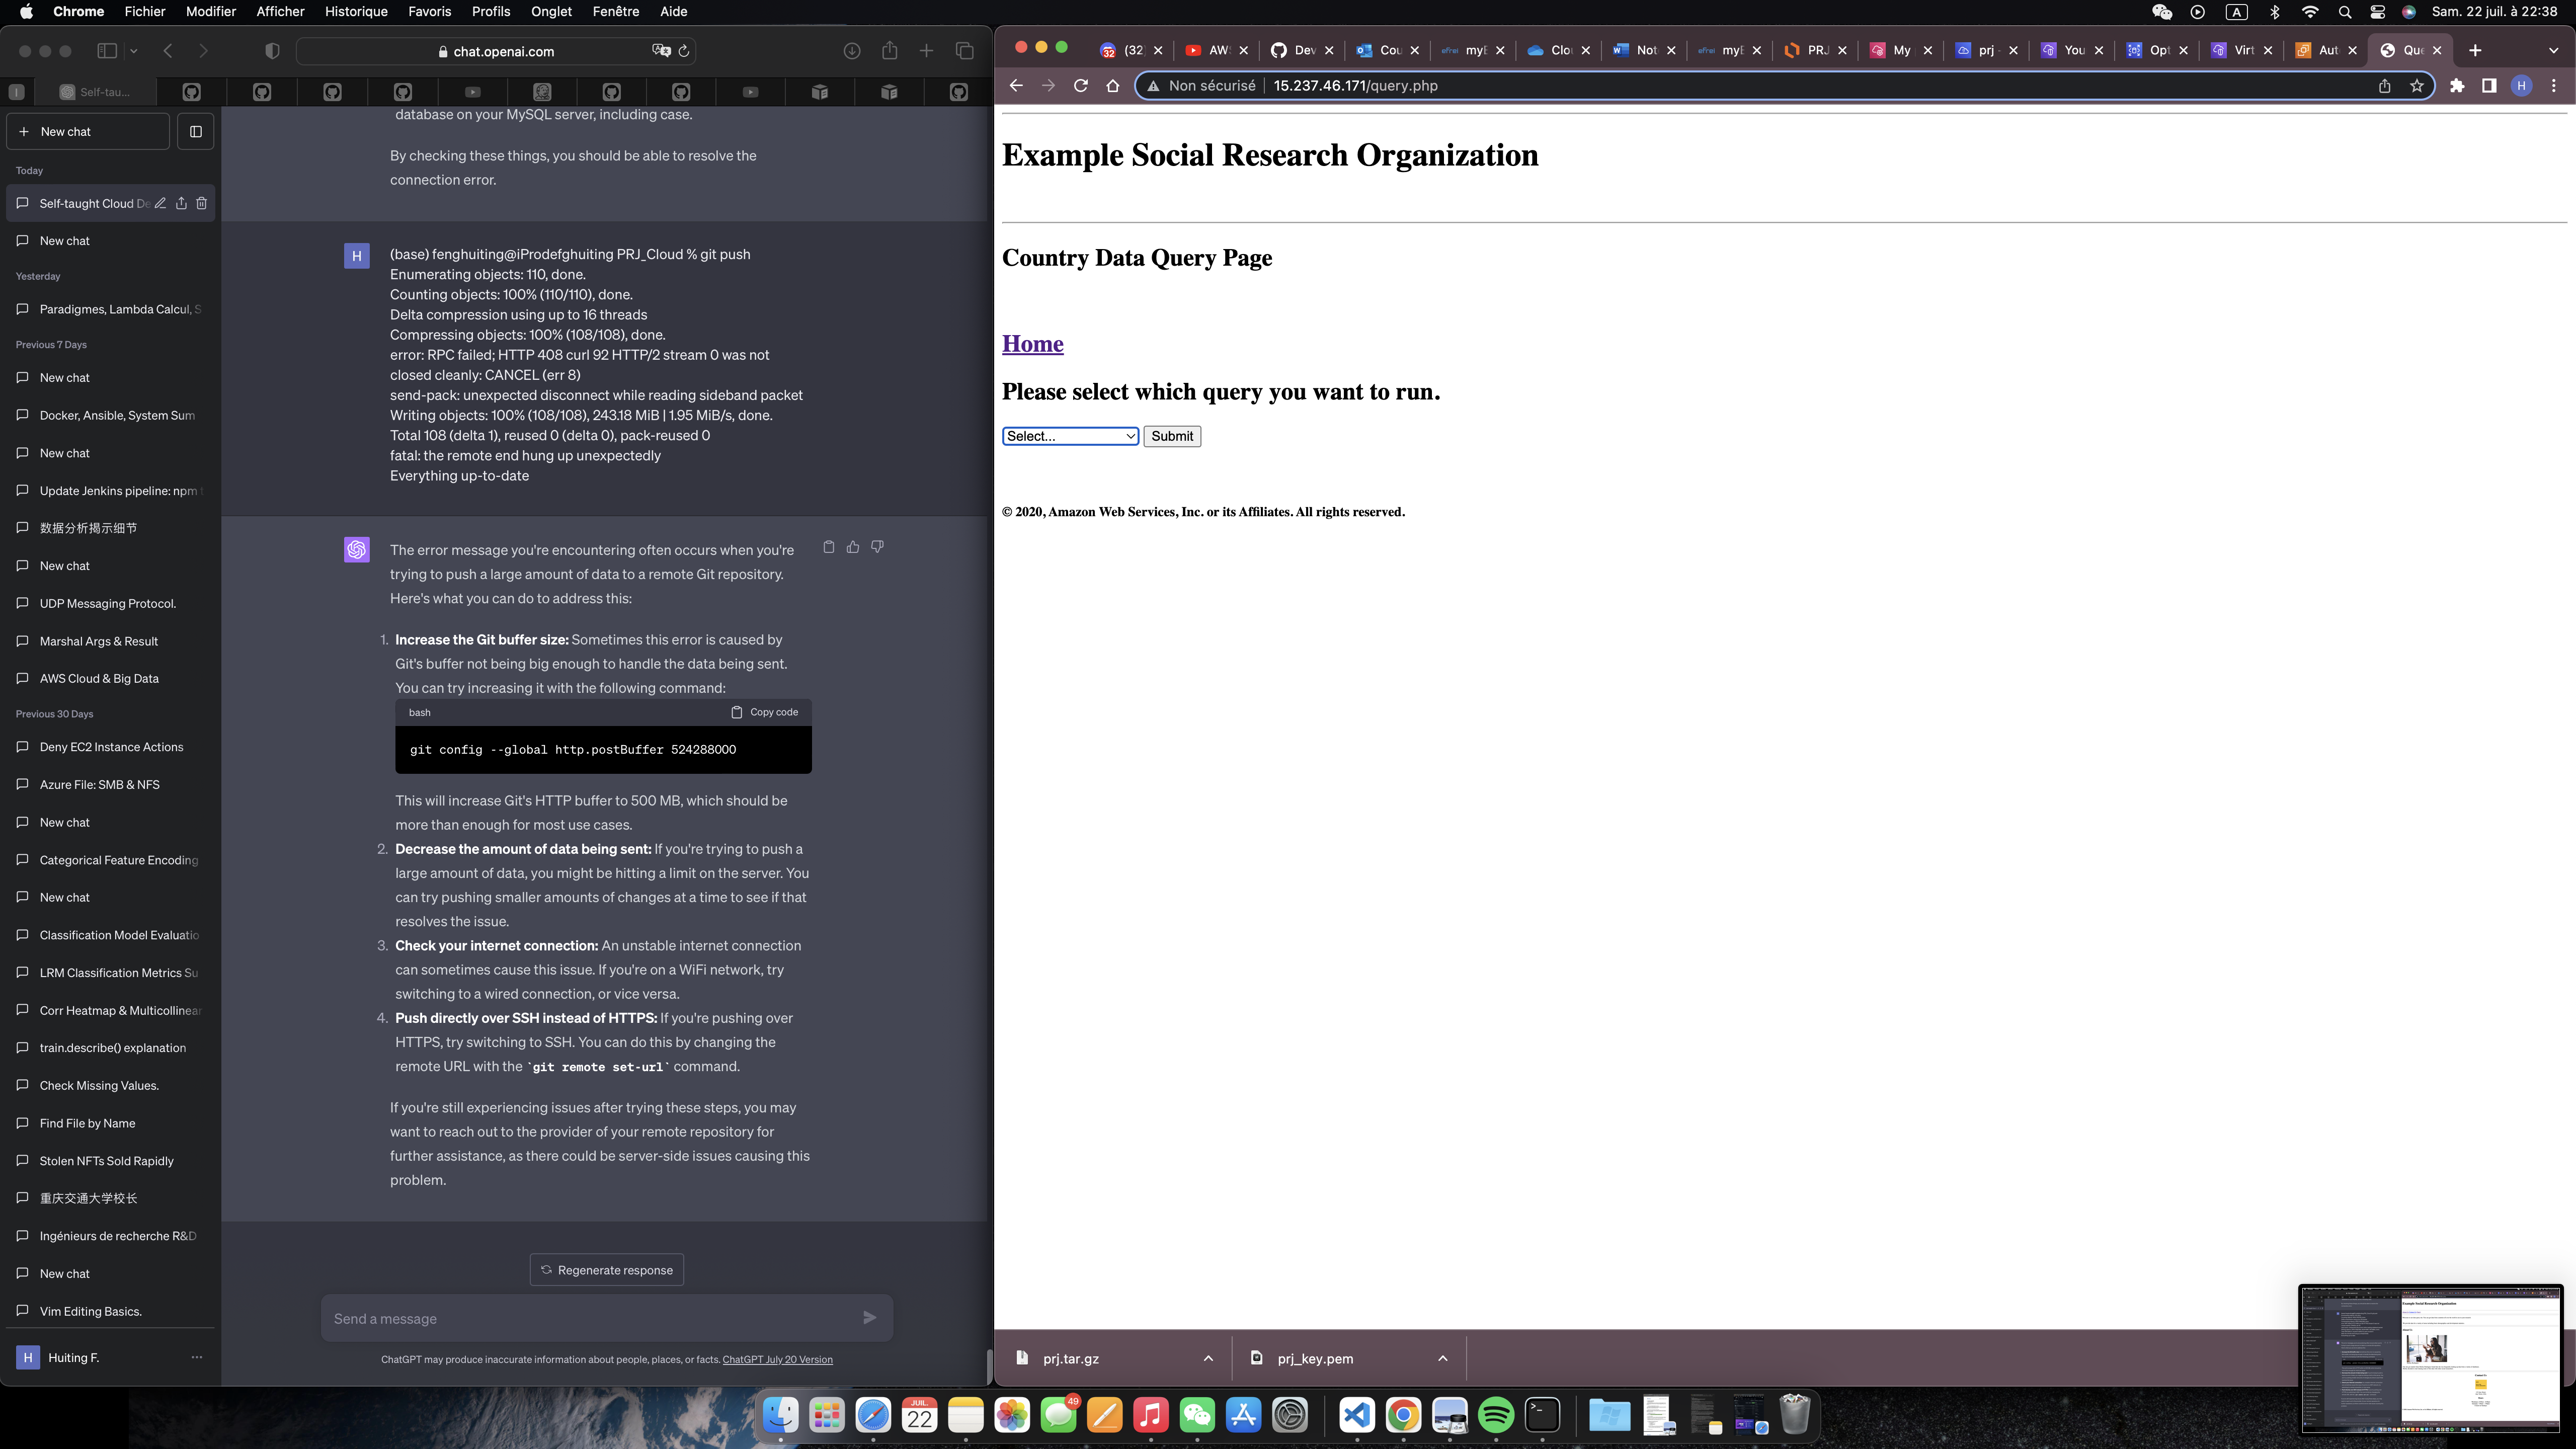 Chrome Fichier Modifier Afficher Historique Favoris Profils Onglet Fenêtre Aide
A
Sam. 22 juil. à 22:38
chat.openai.com
Self-tau...
New chat
Today
Self-taught Cloud De
New chat
Yesterday
Paradigmes, Lambda Calcul, S
Previous 7 Days
New chat
Docker, Ansible, System Sum
New chat
Update Jenkins pipeline: npm
数据分析揭示细节
New chat
UDP Messaging Protocol.
Marshal Args & Result
AWS Cloud & Big Data
Previous 30 Days
Deny EC2 Instance Actions
Azure File: SMB & NFS
New chat
Categorical Feature Encoding
New chat
Classification Model Evaluatio
LRM Classification Metrics Su
Corr Heatmap & Multicollinear
train.describe() explanation
Check Missing Values.
Find File by Name
Stolen NFTs Sold Rapidly
重庆交通大学校长
Ingénieurs de recherche R&D
New chat
Vim Editing Basics.
H
Huiting F.
database on your MySQL server, including case.
By checking these things, you should be able to resolve the
connection error.
H
(base) fenghuiting@iProdefghuiting PRJ_Cloud % git push
Enumerating objects: 110, done.
Counting objects: 100% (110/110), done.
Delta compression using up to 16 threads
Compressing objects: 100% (108/108), done.
error: RPC failed; HTTP 408 curl 92 HTTP/2 stream 0 was not
closed cleanly: CANCEL (err 8)
send-pack: unexpected disconnect while reading sideband packet
Writing objects: 100% (108/108), 243.18 MiB | 1.95 MiB/s, done.
Total 108 (delta 1), reused 0 (delta 0), pack-reused 0
fatal: the remote end hung up unexpectedly
Everything up-to-date
The error message you're encountering often occurs when you're
trying to push a large amount of data to a remote Git repository.
Here's what you can do to address this:
1. Increase the Git buffer size: Sometimes this error is caused by
Git's buffer not being big enough to handle the data being sent.
You can try increasing it with the following command:
bash
Copy code
git config --global http.postBuffer 524288000
This will increase Git's HTTP buffer to 500 MB, which should be
more than enough for most use cases.
2. Decrease the amount of data being sent: If you're trying to push a
large amount of data, you might be hitting a limit on the server. You
can try pushing smaller amounts of changes at a time to see if that
resolves the issue.
3. Check your internet connection: An unstable internet connection
can sometimes cause this issue. If you're on a WiFi network, try
switching to a wired connection, or vice versa.
4. Push directly over SSH instead of HTTPS: If you're pushing over
HTTPS, try switching to SSH. You can do this by changing the
remote URL with the `git remote set-url` command.
If you're still experiencing issues after trying these steps, you may
want to reach out to the provider of your remote repository for
further assistance, as there could be server-side issues causing this
problem.
Regenerate response
Send a message
ChatGPT may produce inaccurate information about people, places, or facts. ChatGPT July 20 Version
32 (32) AW Dev Cou efrei myE Clou Not efrei myE PRJ My prj - You Opt Virt Aut Que
Non sécurisé 15.237.46.171/query.php
H
Example Social Research Organization
Country Data Query Page
Home
Please select which query you want to run.
Select...
Submit
© 2020, Amazon Web Services, Inc. or its Affiliates. All rights reserved.
prj.tar.gz
prj_key.pem
JUIL.
22
49